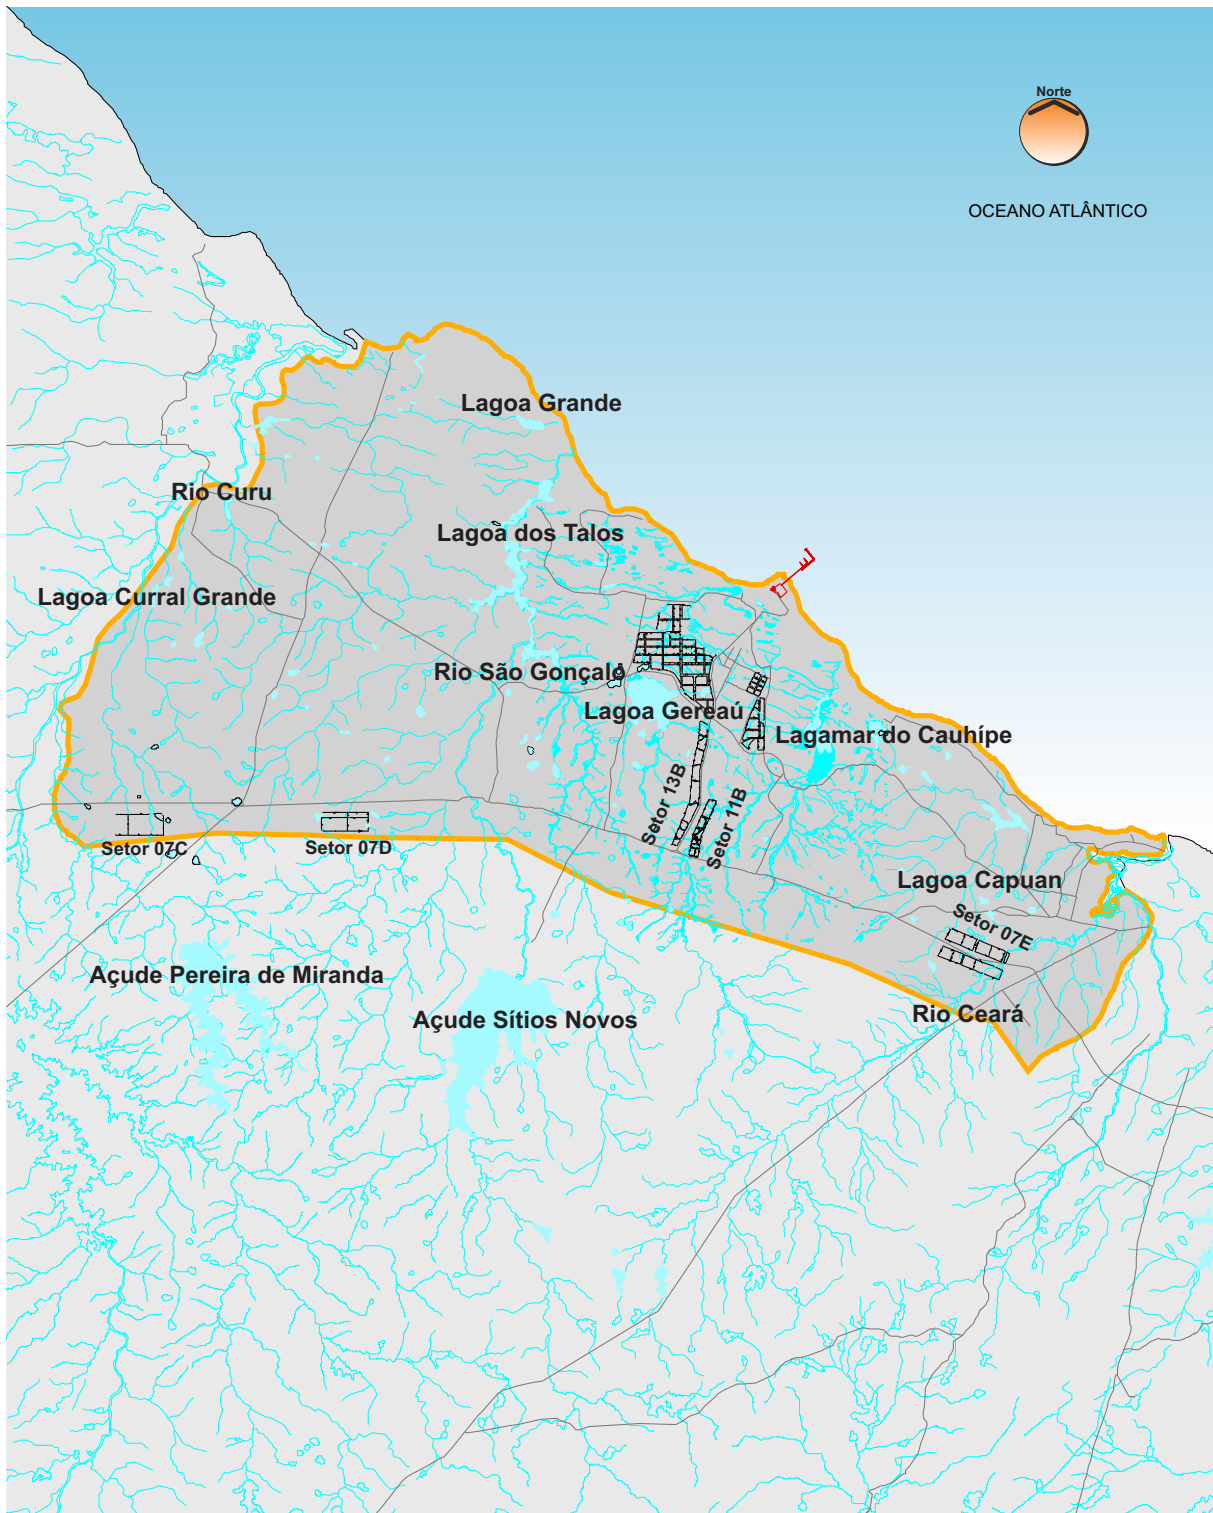 Norte
OCEANO ATLÂNTICO
Lagoa Grande
Rio Curu
Lagoa dos Talos
Lagoa Curral Grande
Rio São Gonçalo
Lagoa Gereaú
Lagamar do Cauhípe
Setor 13B
Setor 11B
Setor 07C
Setor 07D
Lagoa Capuan
Setor 07E
Açude Pereira de Miranda
Rio Ceará
Açude Sítios Novos